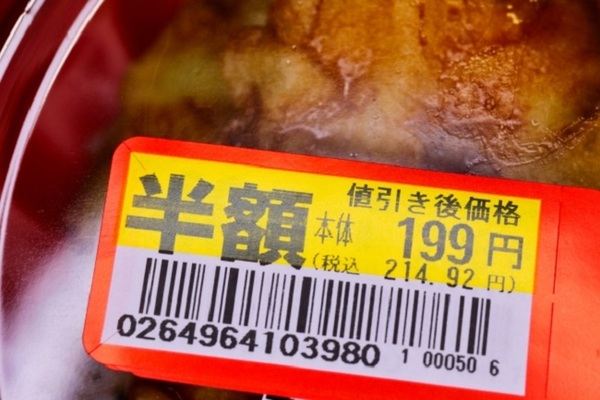 半額 値引き後価格
本体 199円
(税込 214.92円)
0264964103980 1 00050 6